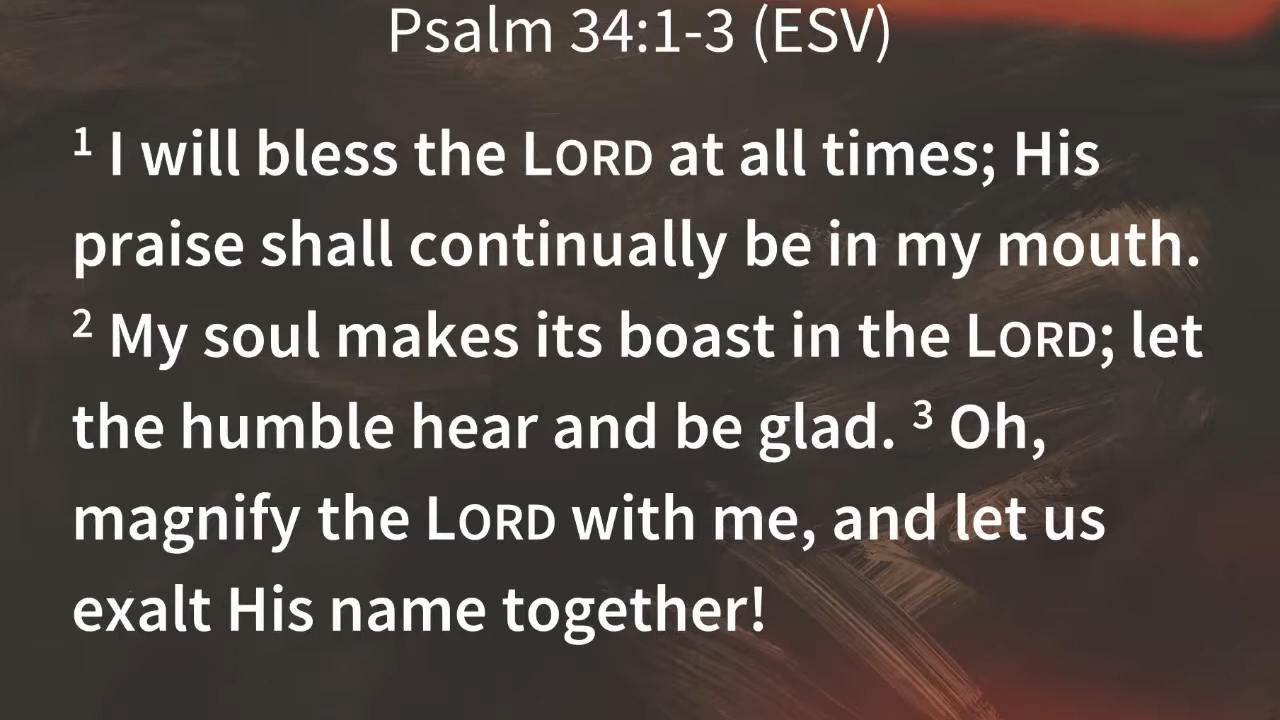 Psalm 34:1-3 (ESV)
¹ I will bless the LORD at all times; His
praise shall continually be in my mouth.
² My soul makes its boast in the LORD; let
the humble hear and be glad. ³ Oh,
magnify the LORD with me, and let us
exalt His name together!